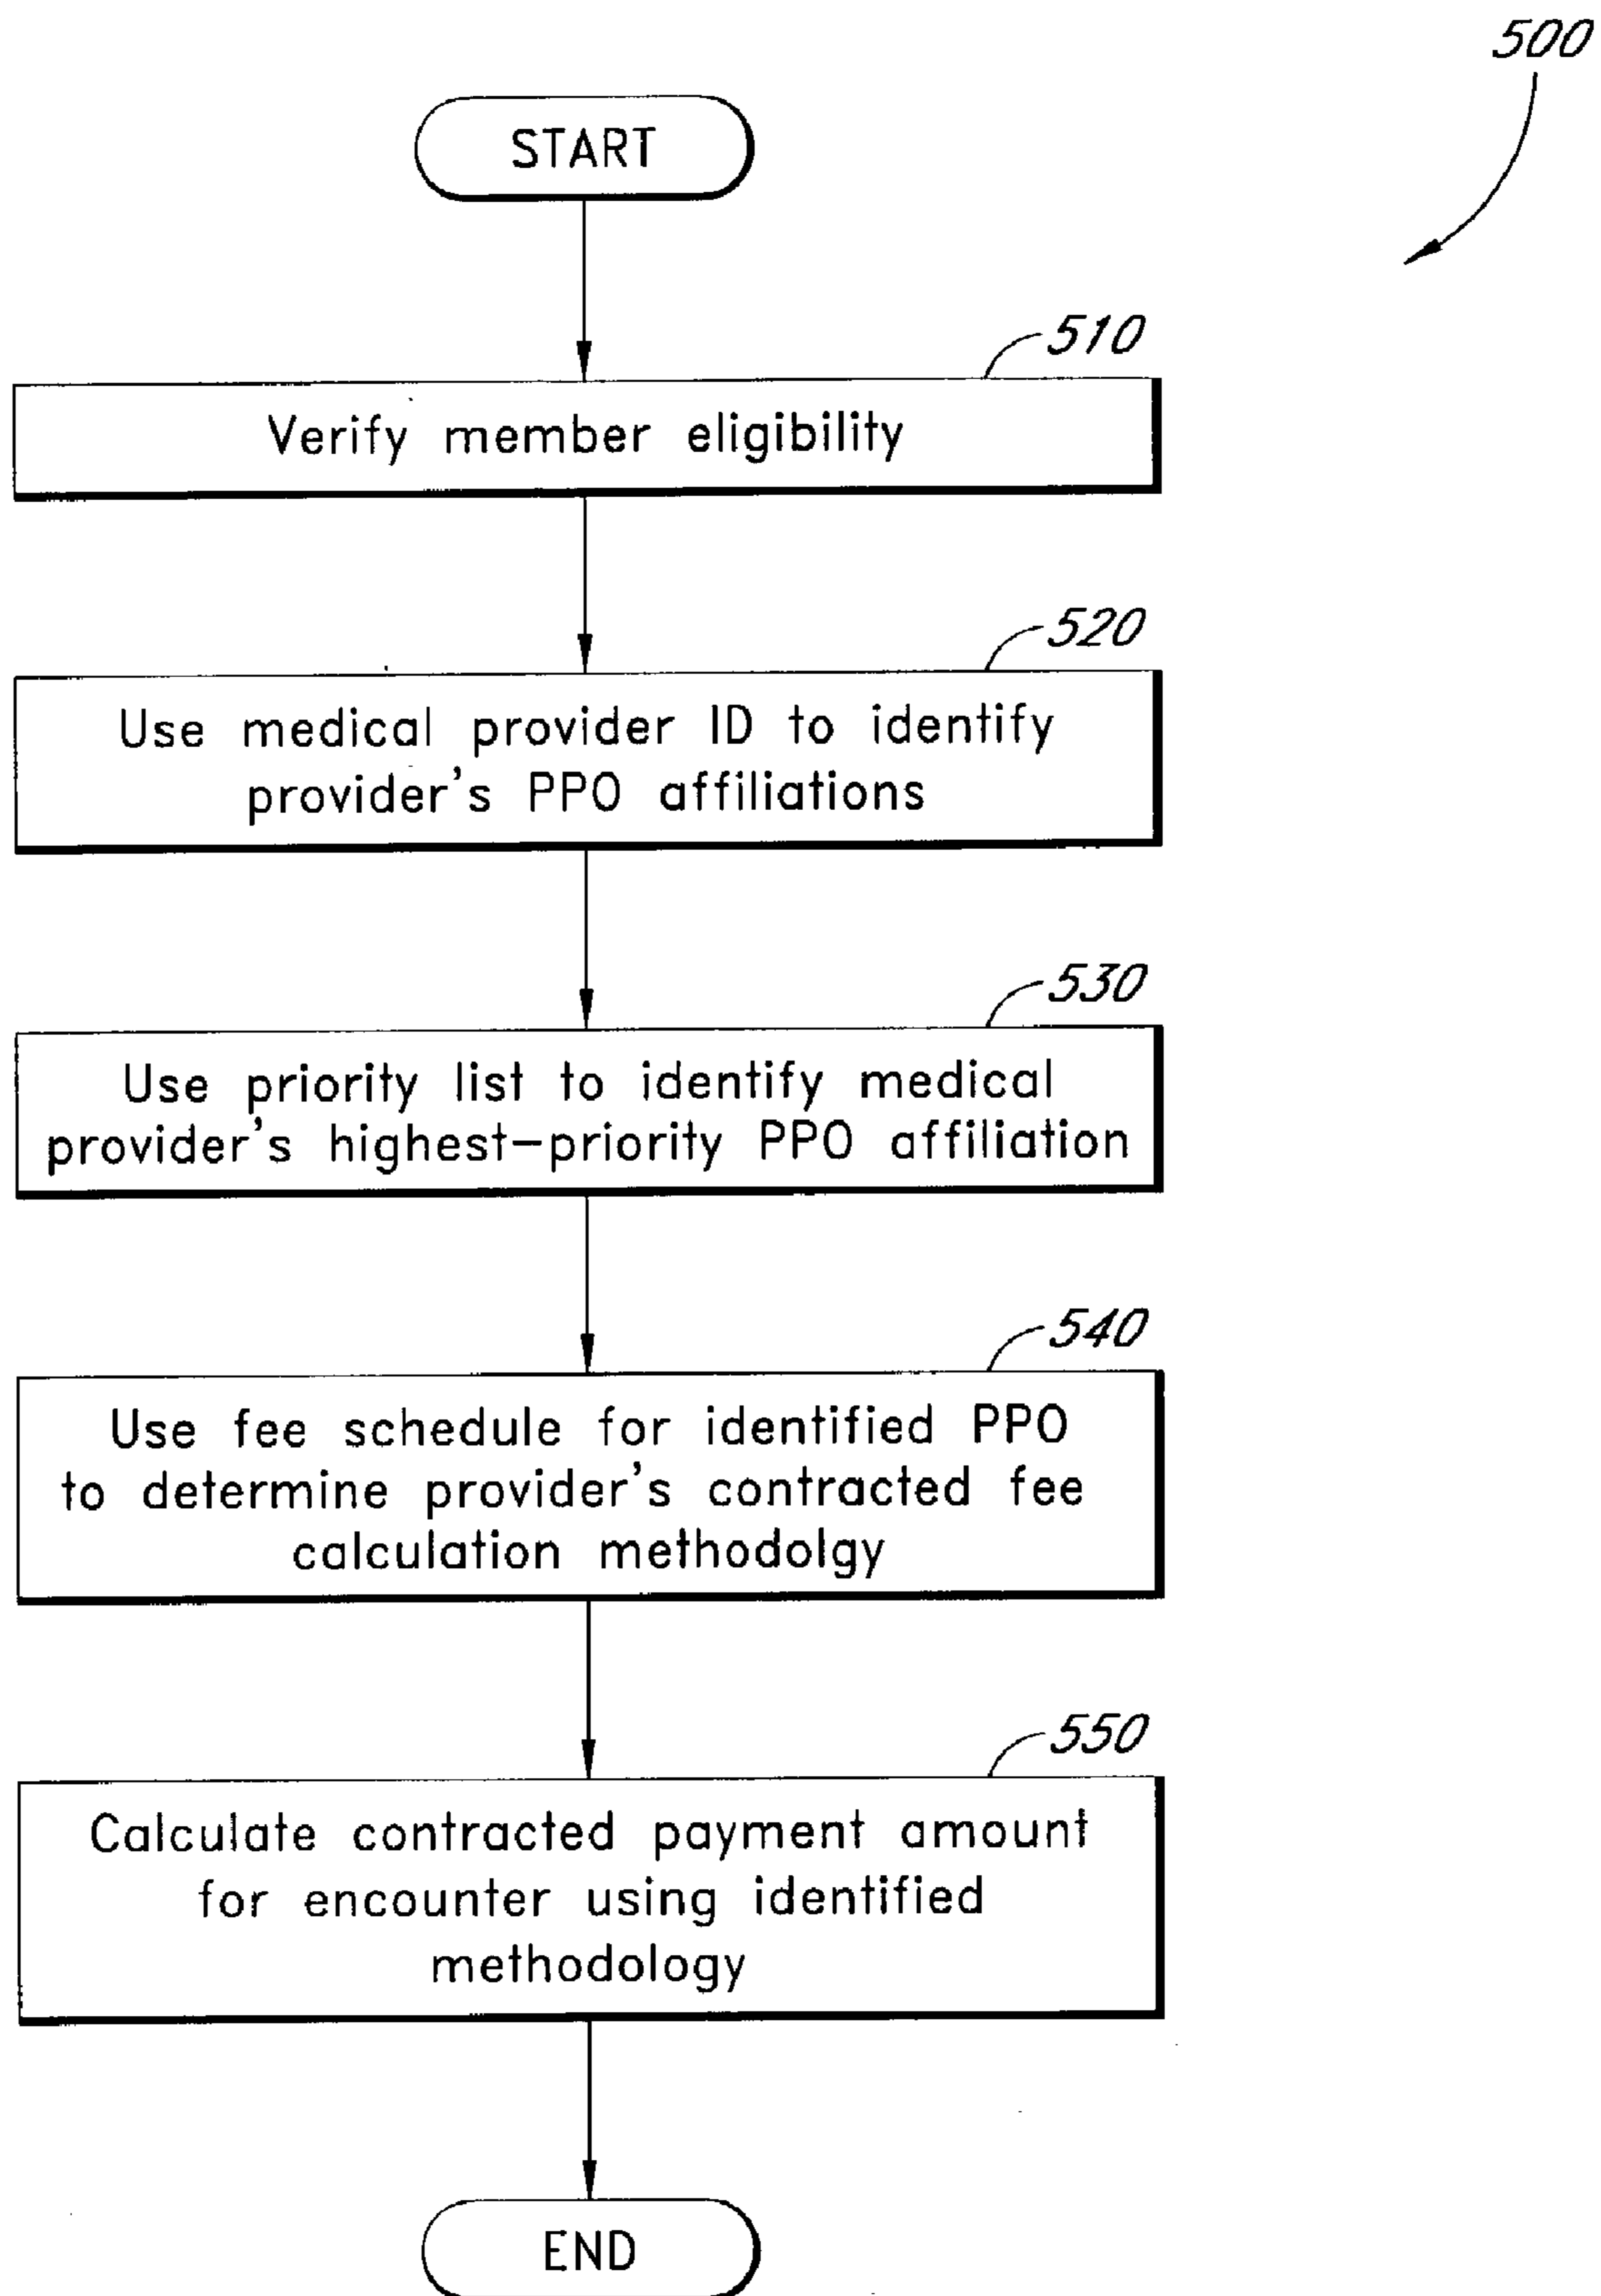 500
START
510
Verify member eligibility
520
Use medical provider ID to identify
provider's PPO affiliations
530
Use priority list to identify medical
provider's highest-priority PPO affiliation
540
Use fee schedule for identified PPO
to determine provider's contracted fee
calculation methodolgy
550
Calculate contracted payment amount
for encounter using identified
methodology
END